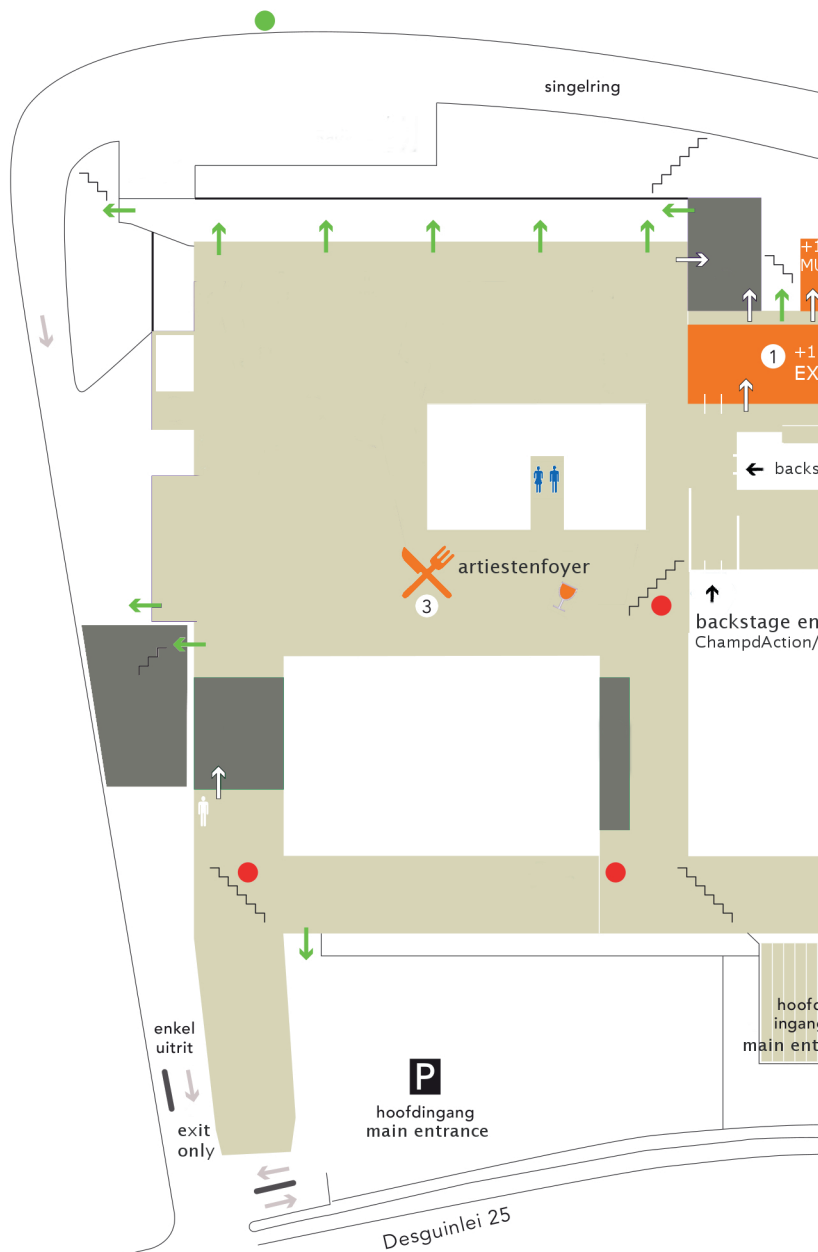 singelring
+1
MU
1
+1
EX
backs
artiestenfoyer
3
backstage en
ChampdAction/
hoofd
ingang
main ent
enkel
uitrit
P
hoofdingang
main entrance
exit
only
Desguinlei 25